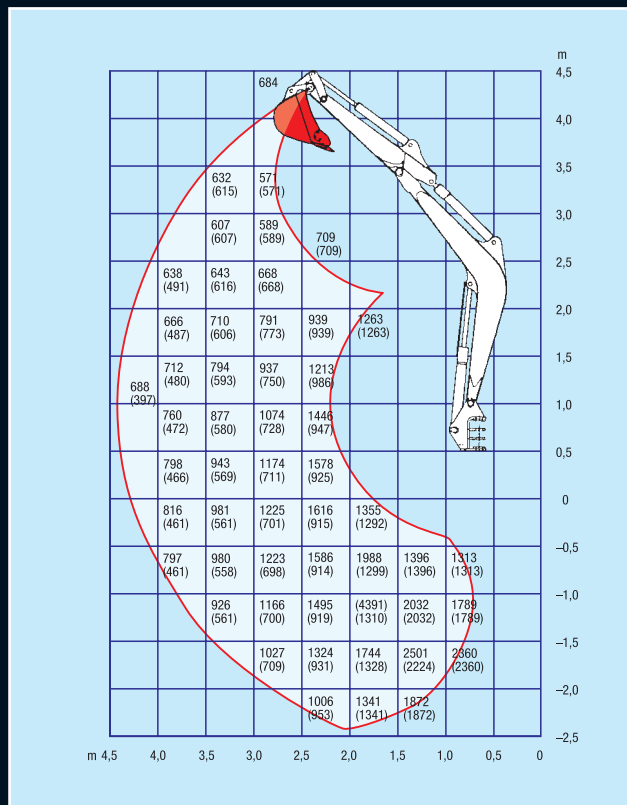 m
4,5
684
4,0
632 571
(615) (571)
3,5
607 589 709
(607) (589) (709)
3,0
638 643 668
(491) (616) (668)
2,5
666 710 791 939 1263
(487) (606) (773) (939) (1263)
2,0
712 794 937 1213
(480) (593) (750) (986)
1,5
688
(397)
1,0
760 877 1074 1446
(472) (580) (728) (947)
0,5
798 943 1174 1578
(466) (569) (711) (925)
0
816 981 1225 1616 1355
(461) (561) (701) (915) (1292)
–0,5
797 980 1223 1586 1988 1396 1313
(461) (558) (698) (914) (1299) (1396) (1313)
–1,0
926 1166 1495 (4391) 2032 1789
(561) (700) (919) (1310) (2032) (1789)
–1,5
1027 1324 1744 2501 2360
(709) (931) (1328) (2224) (2360)
–2,0
1006 1341 1872
(953) (1341) (1872)
–2,5
m 4,5 4,0 3,5 3,0 2,5 2,0 1,5 1,0 0,5 0